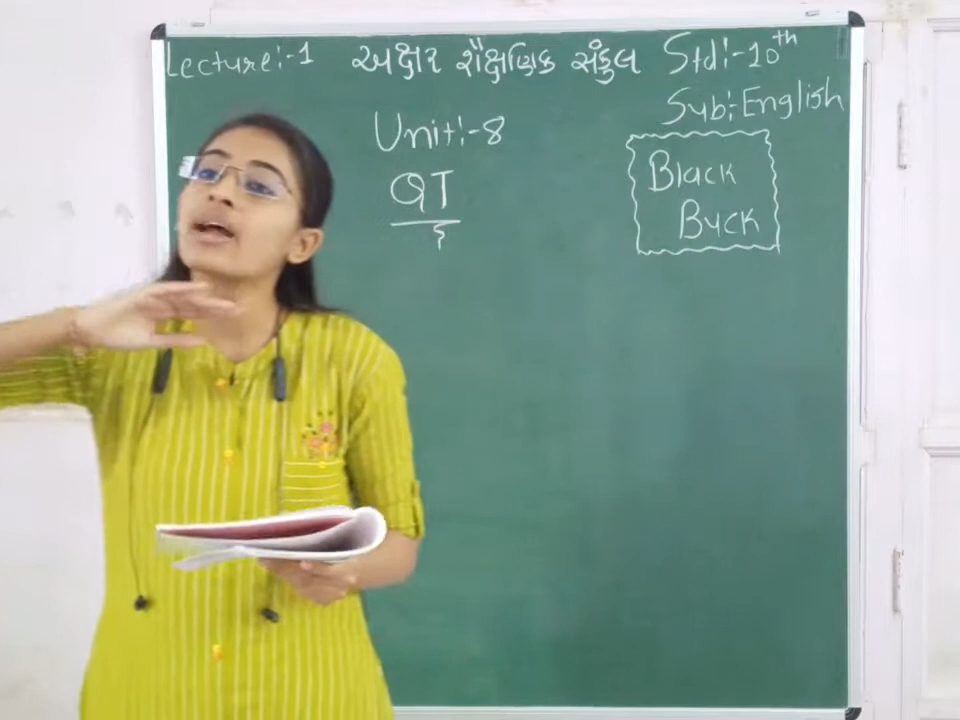 Lecture:-1
અક્ષર શૈક્ષણિક સંકુલ
Std:-10th
Sub:-English
Unit:-8
QT
Black
Buck